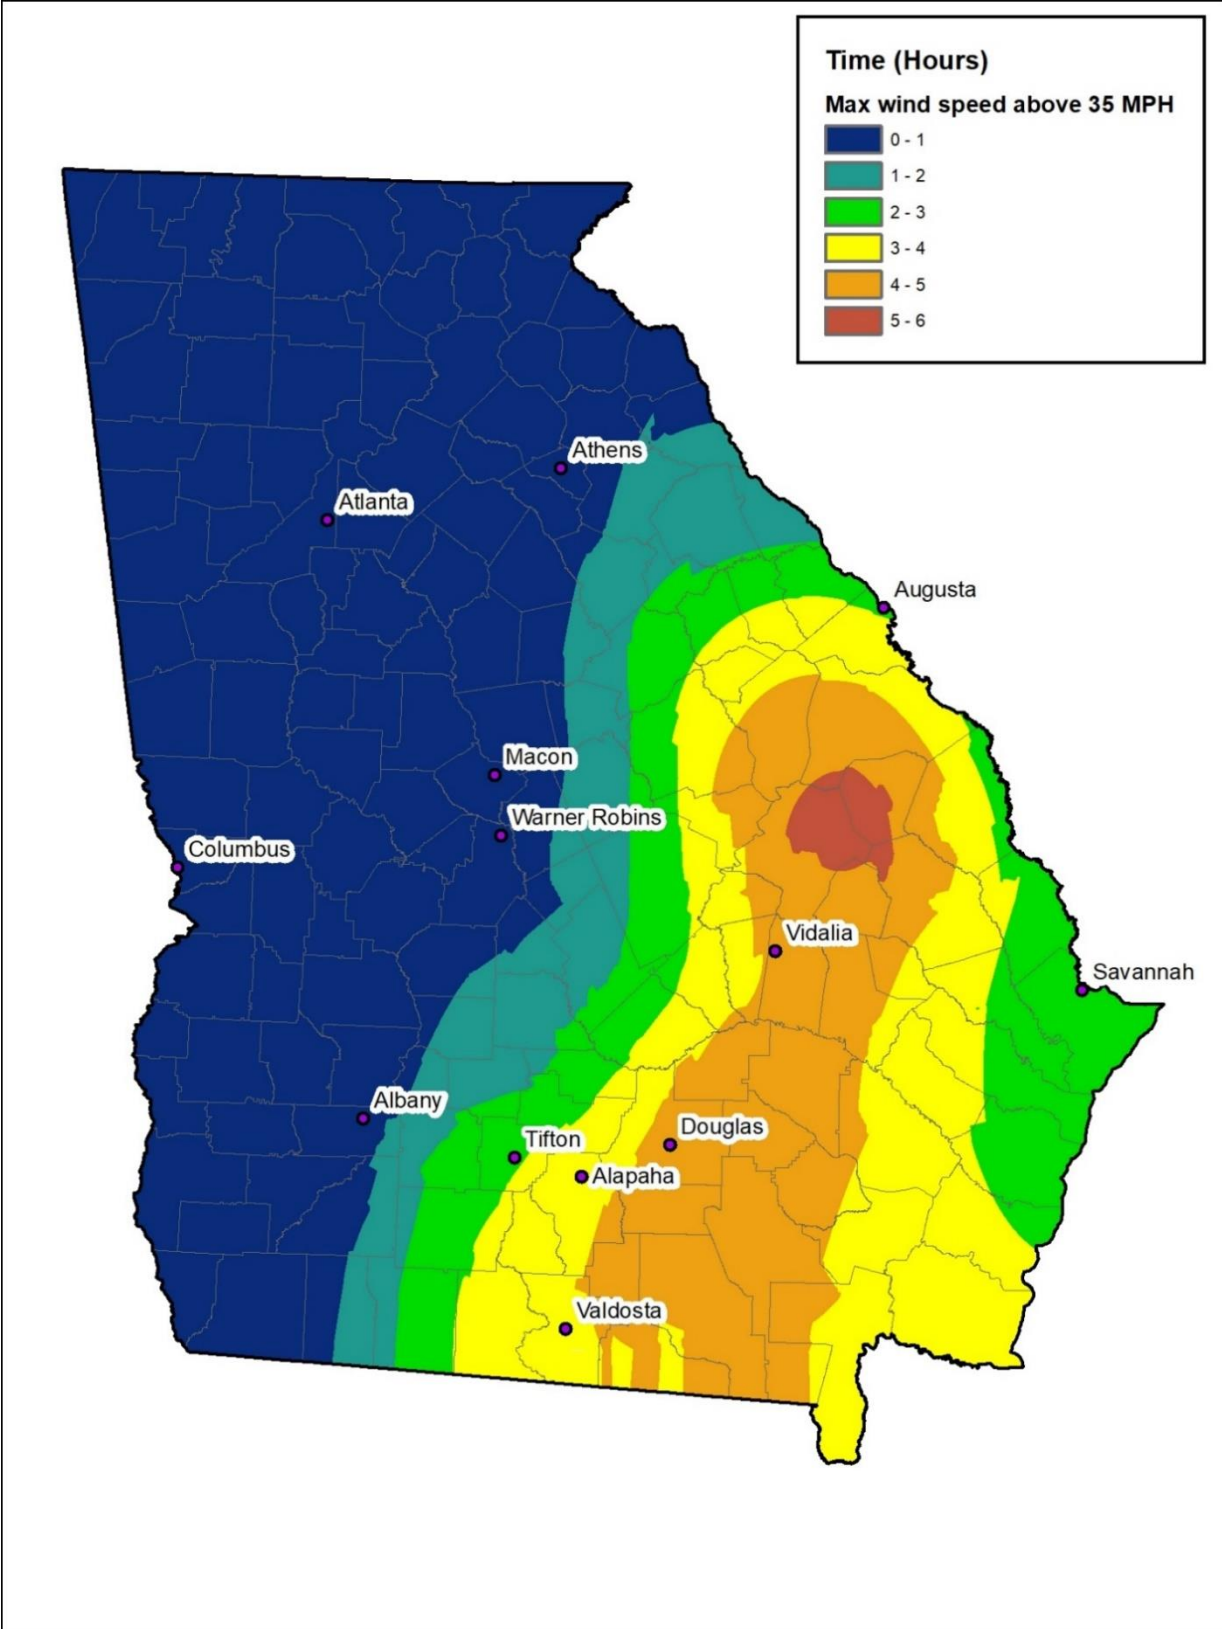 Time (Hours)
Max wind speed above 35 MPH
0 - 1
1 - 2
2 - 3
3 - 4
4 - 5
5 - 6
Athens
Atlanta
Augusta
Macon
Warner Robins
Columbus
Vidalia
Savannah
Albany
Douglas
Tifton
Alapaha
Valdosta